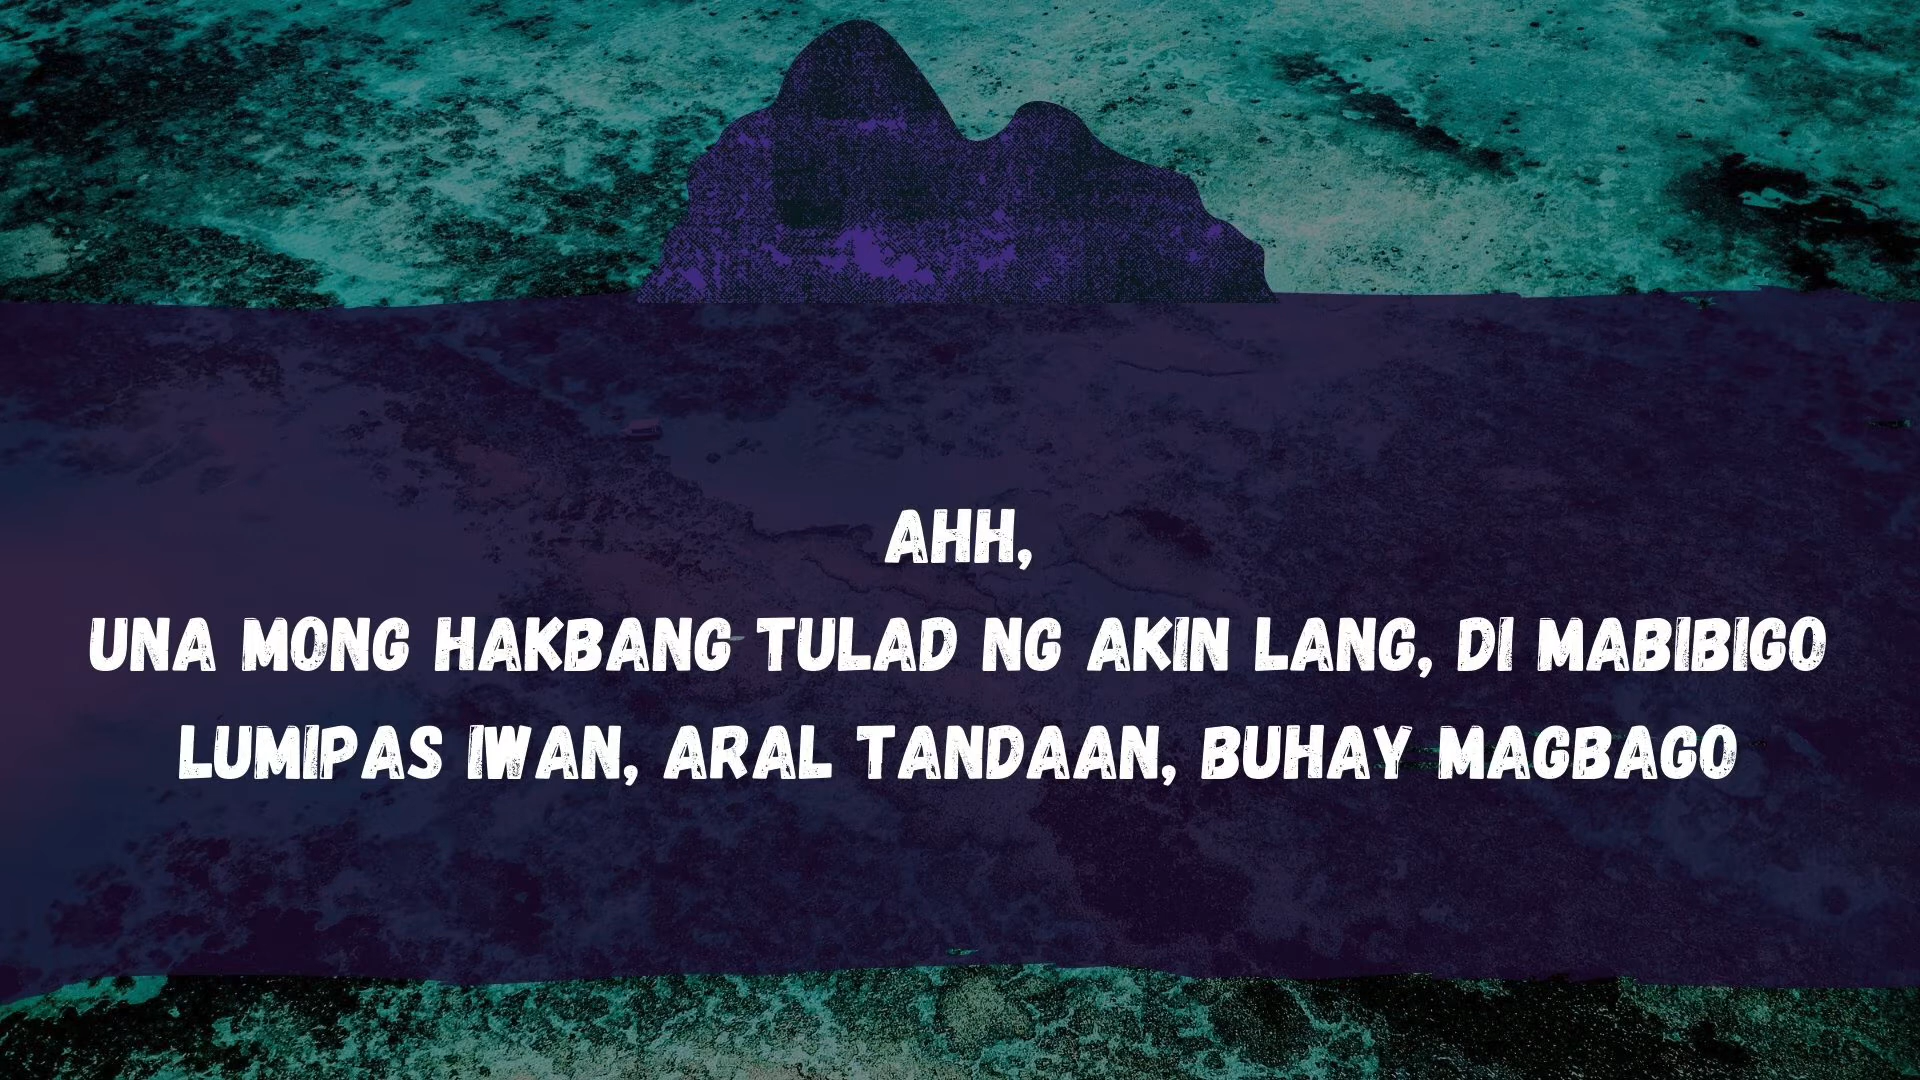 AHH,
UNA MONG HAKBANG TULAD NG AKIN LANG, DI MABIBIGO
LUMIPAS IWAN, ARAL TANDAAN, BUHAY MAGBAGO